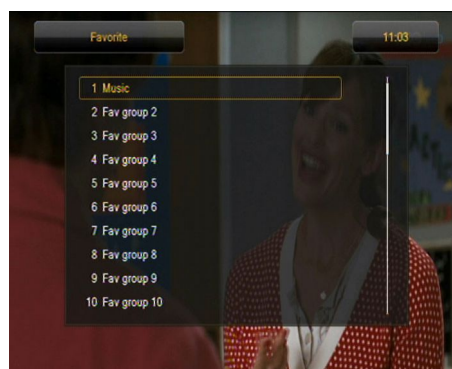 Favorite
11:03
1 Music
2 Fav group 2
3 Fav group 3
4 Fav group 4
5 Fav group 5
6 Fav group 6
7 Fav group 7
8 Fav group 8
9 Fav group 9
10 Fav group 10